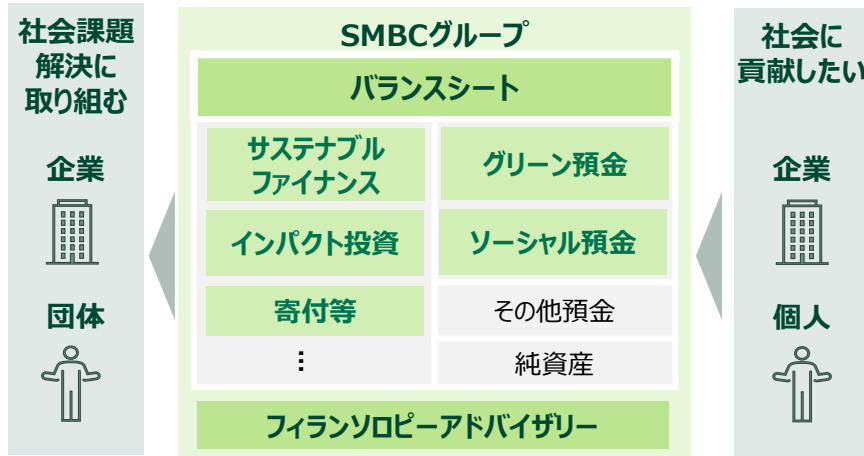 社会課題
解決に
取り組む
企業
団体
SMBCグループ
バランスシート
サステナブル
ファイナンス
インパクト投資
寄付等
⋮
グリーン預金
ソーシャル預金
その他預金
純資産
フィランソロピーアドバイザリー
社会に
貢献したい
企業
個人